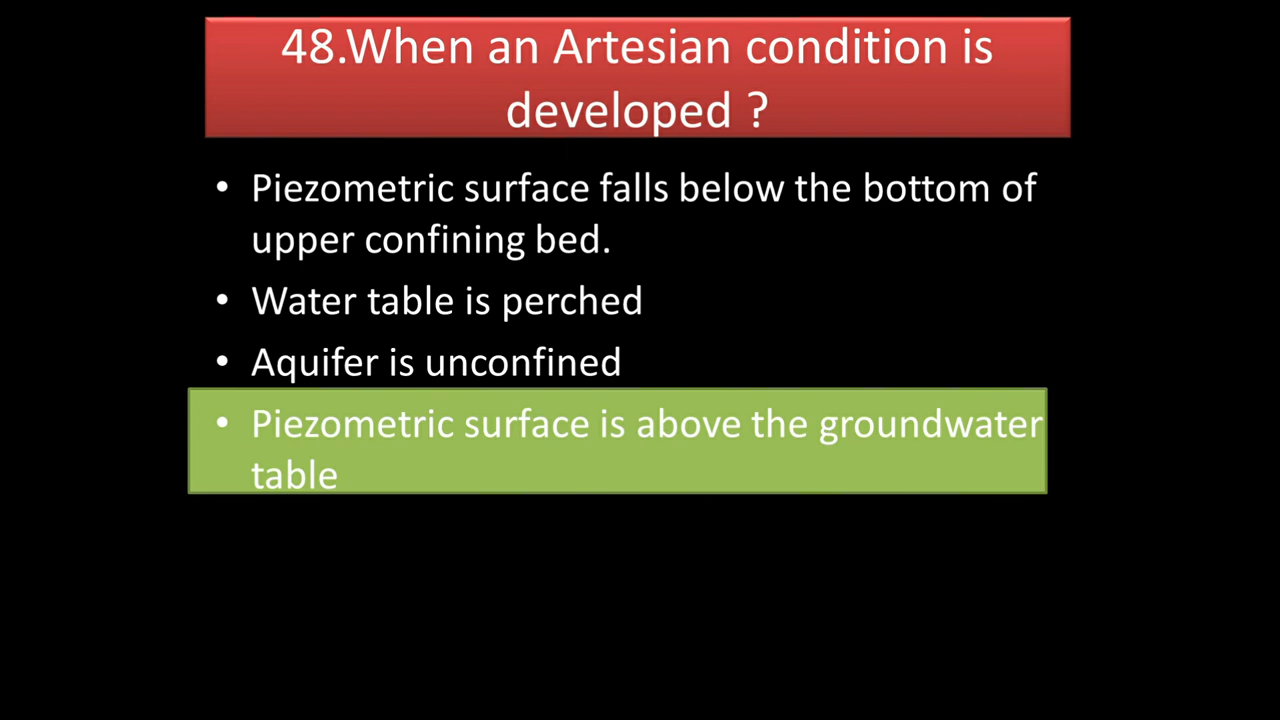 48.When an Artesian condition is
developed ?
• Piezometric surface falls below the bottom of
upper confining bed.
• Water table is perched
• Aquifer is unconfined
• Piezometric surface is above the groundwater
table